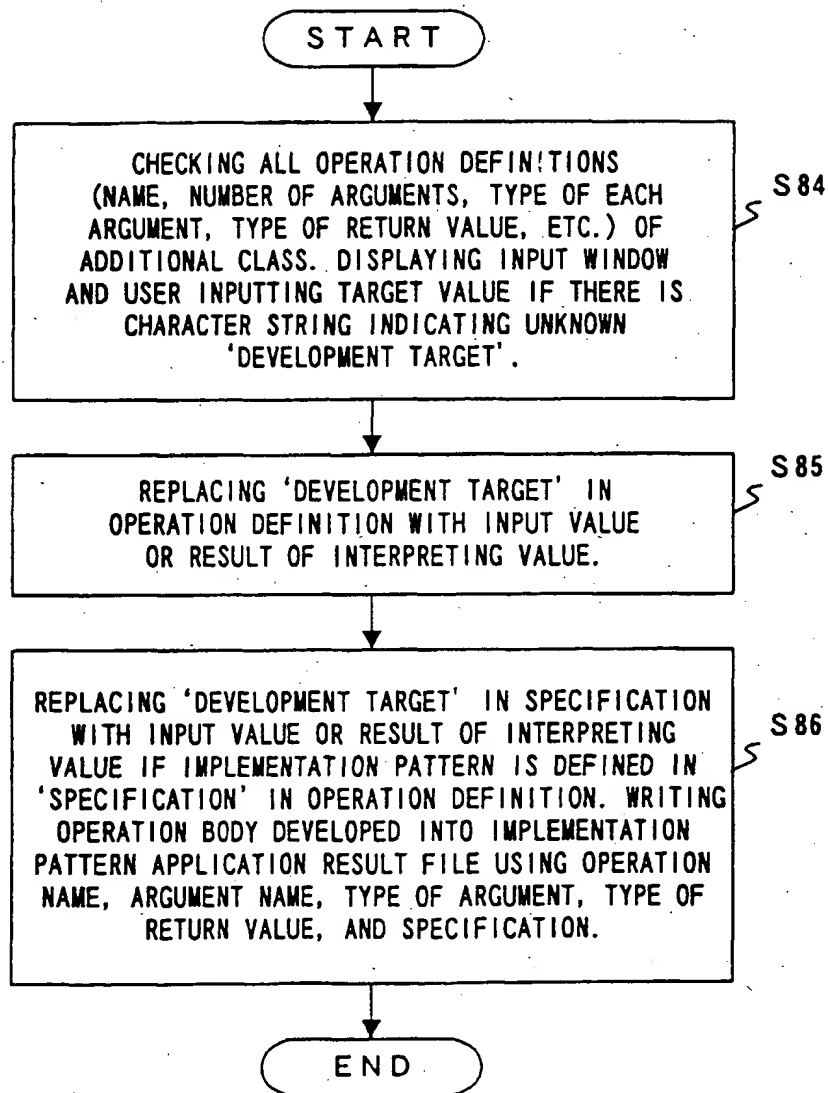 START
CHECKING ALL OPERATION DEFINITIONS
(NAME, NUMBER OF ARGUMENTS, TYPE OF EACH
ARGUMENT, TYPE OF RETURN VALUE, ETC.) OF
ADDITIONAL CLASS. DISPLAYING INPUT WINDOW
AND USER INPUTTING TARGET VALUE IF THERE IS
CHARACTER STRING INDICATING UNKNOWN
'DEVELOPMENT TARGET'.
S84
REPLACING 'DEVELOPMENT TARGET' IN
OPERATION DEFINITION WITH INPUT VALUE
OR RESULT OF INTERPRETING VALUE.
S85
REPLACING 'DEVELOPMENT TARGET' IN SPECIFICATION
WITH INPUT VALUE OR RESULT OF INTERPRETING
VALUE IF IMPLEMENTATION PATTERN IS DEFINED IN
'SPECIFICATION' IN OPERATION DEFINITION. WRITING
OPERATION BODY DEVELOPED INTO IMPLEMENTATION
PATTERN APPLICATION RESULT FILE USING OPERATION
NAME, ARGUMENT NAME, TYPE OF ARGUMENT, TYPE OF
RETURN VALUE, AND SPECIFICATION.
S86
END